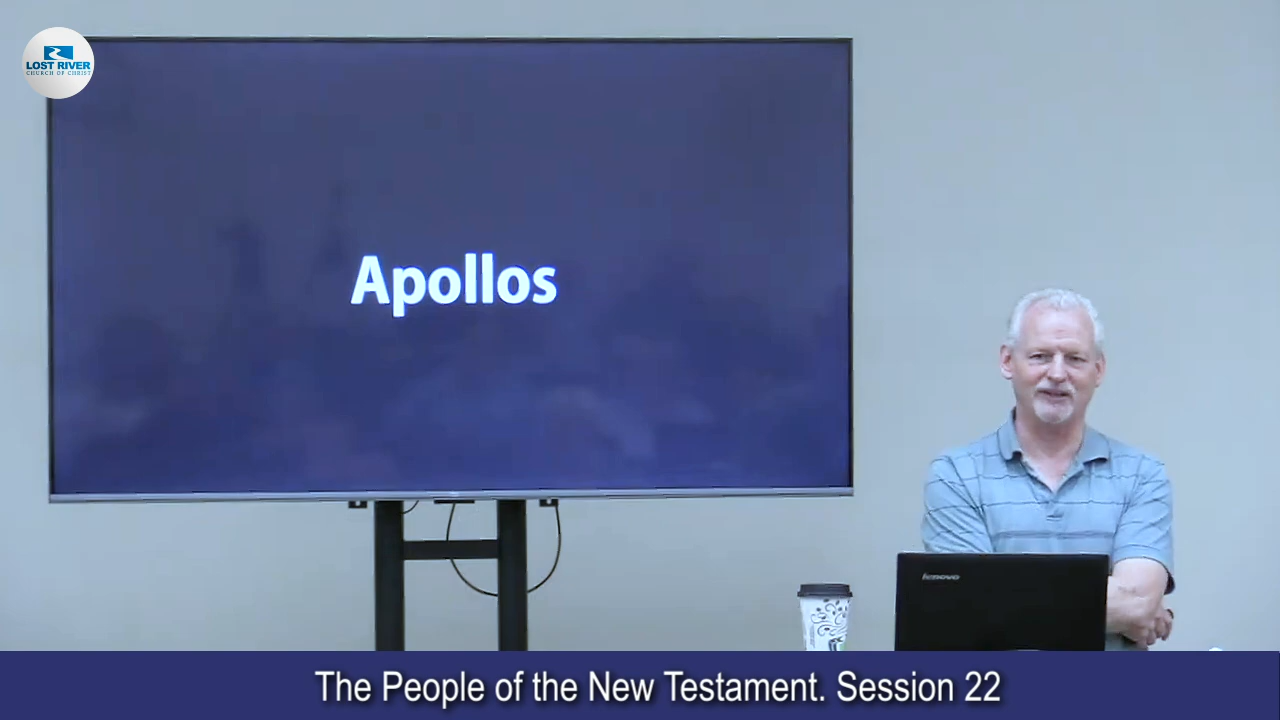 LOST RIVER
CHURCH OF CHRIST
Apollos
lenovo
The People of the New Testament. Session 22